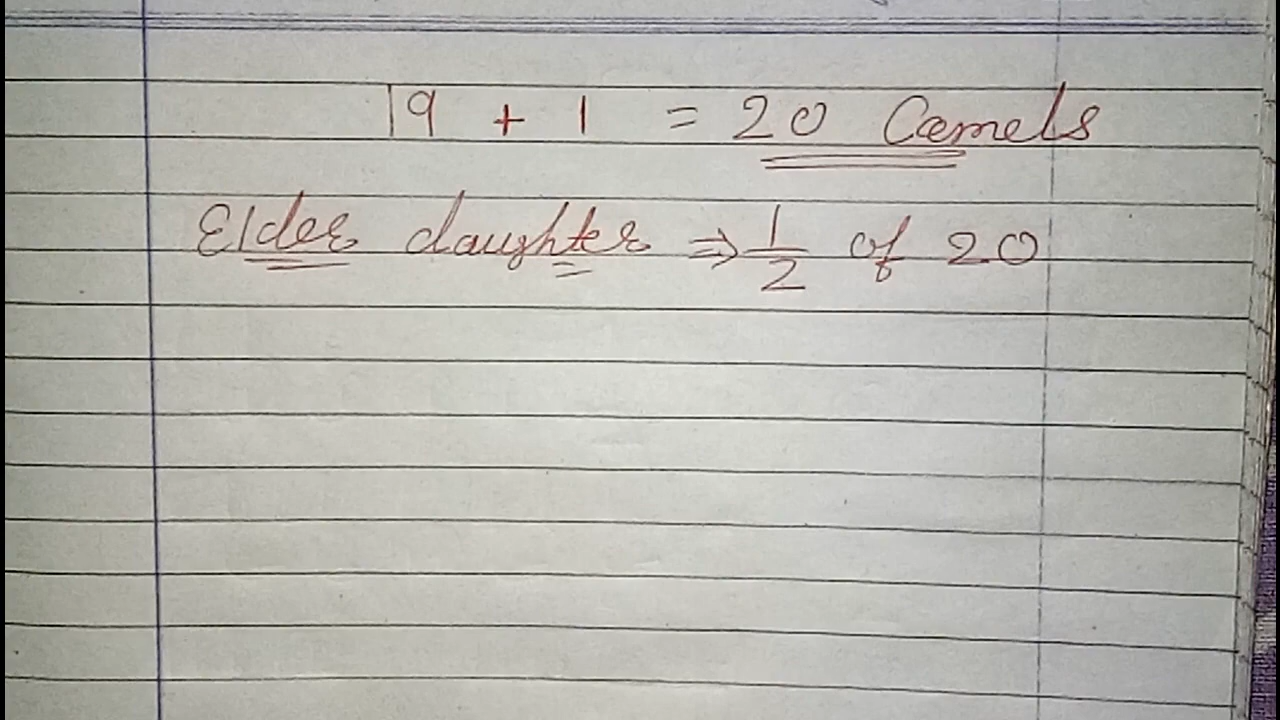 19 + 1 = 20 Camels
Elder daughter ⇒ 1/2 of 20